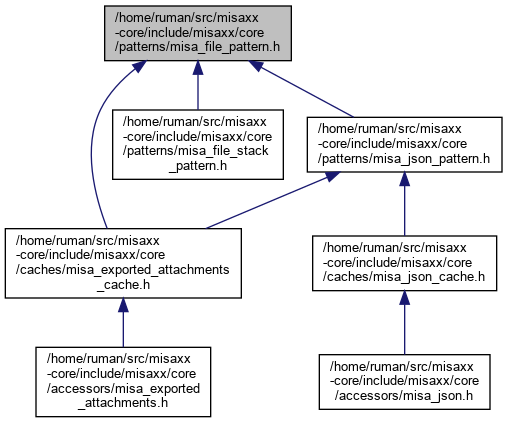 /home/ruman/src/misaxx
-core/include/misaxx/core
/patterns/misa_file_pattern.h
/home/ruman/src/misaxx
-core/include/misaxx/core
/patterns/misa_file_stack
_pattern.h
/home/ruman/src/misaxx
-core/include/misaxx/core
/patterns/misa_json_pattern.h
/home/ruman/src/misaxx
-core/include/misaxx/core
/caches/misa_exported_attachments
_cache.h
/home/ruman/src/misaxx
-core/include/misaxx/core
/caches/misa_json_cache.h
/home/ruman/src/misaxx
-core/include/misaxx/core
/accessors/misa_exported
_attachments.h
/home/ruman/src/misaxx
-core/include/misaxx/core
/accessors/misa_json.h